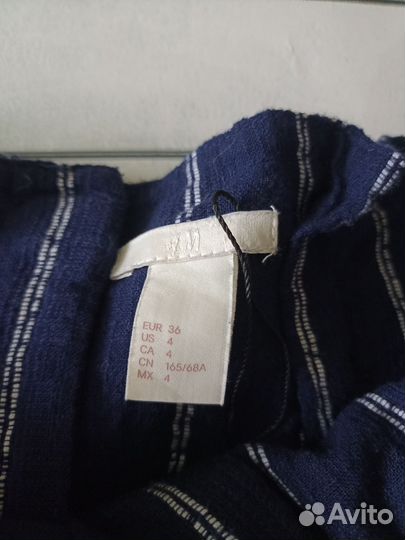 H&M
EUR 36
US 4
CA 4
CN 165/68A
MX 4
Avito